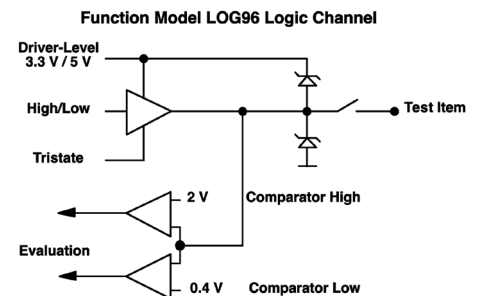 Function Model LOG96 Logic Channel
Driver-Level
3.3 V / 5 V
High/Low
Test Item
Tristate
2 V
Comparator High
Evaluation
0.4 V
Comparator Low